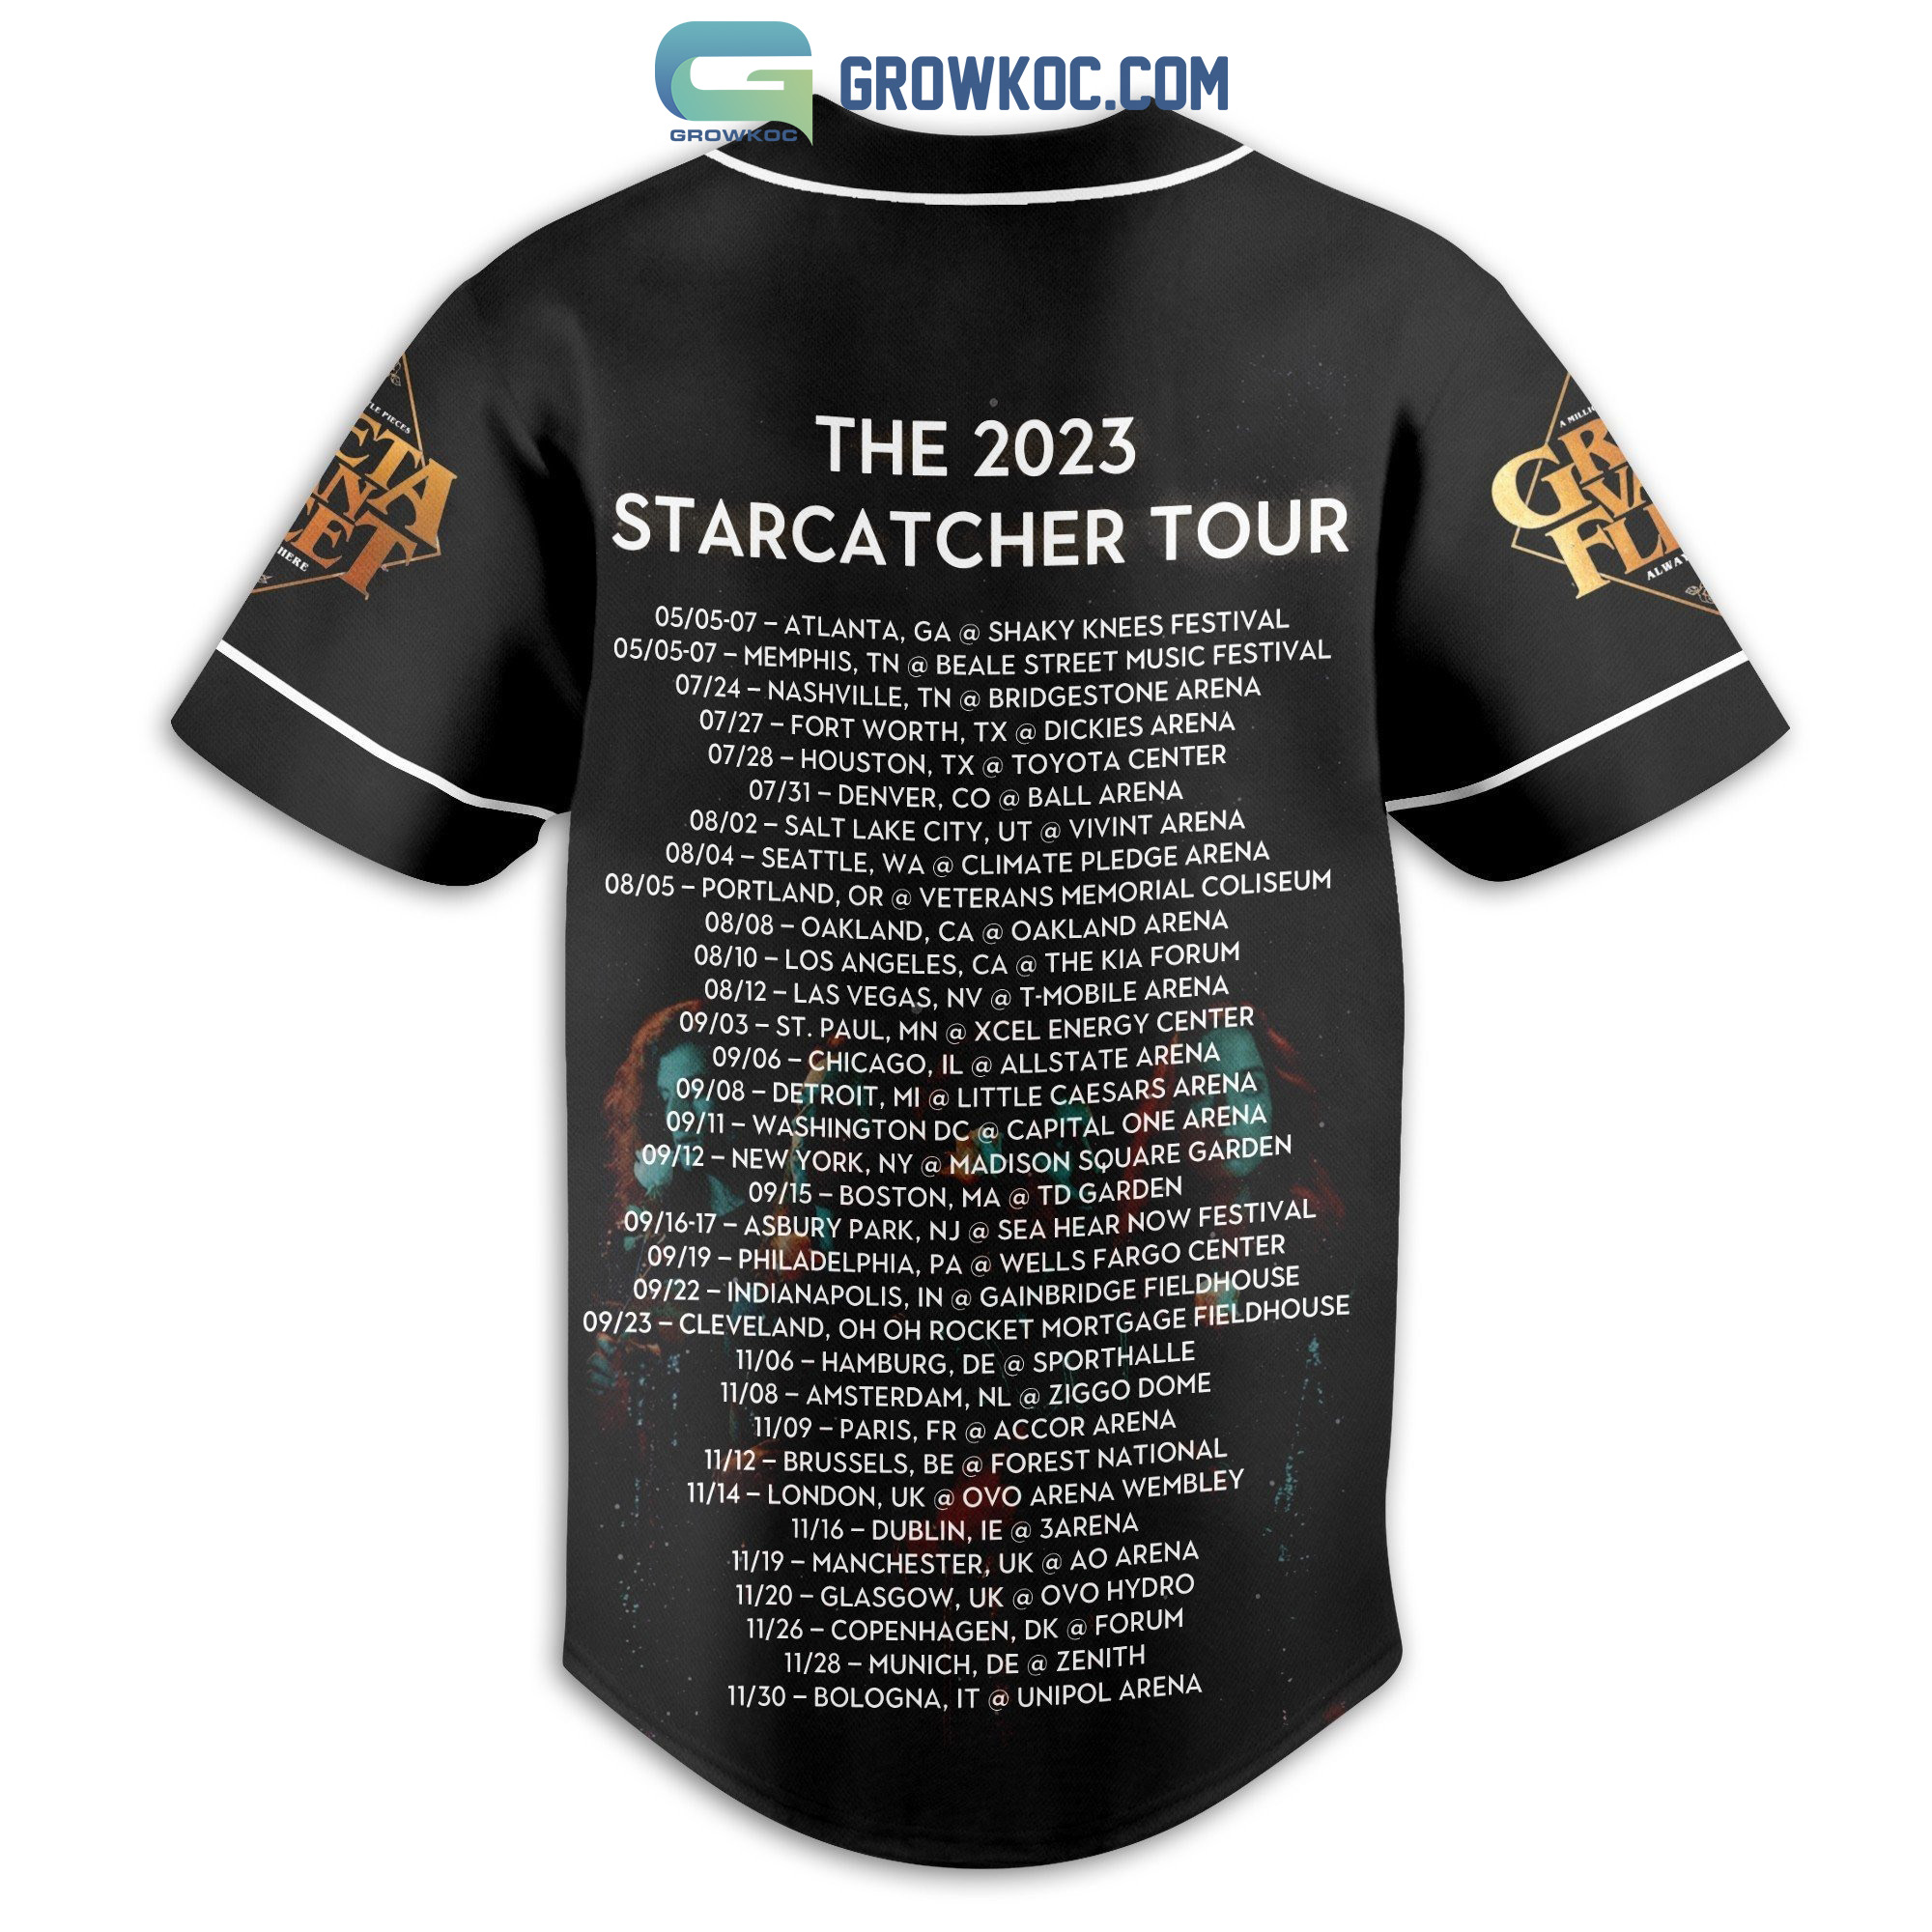 GROWKOC.COM
GROWKOC
THE 2023
STARCATCHER TOUR
05/05-07 – ATLANTA, GA @ SHAKY KNEES FESTIVAL
05/05-07 – MEMPHIS, TN @ BEALE STREET MUSIC FESTIVAL
07/24 – NASHVILLE, TN @ BRIDGESTONE ARENA
07/27 – FORT WORTH, TX @ DICKIES ARENA
07/28 – HOUSTON, TX @ TOYOTA CENTER
07/31 – DENVER, CO @ BALL ARENA
08/02 – SALT LAKE CITY, UT @ VIVINT ARENA
08/04 – SEATTLE, WA @ CLIMATE PLEDGE ARENA
08/05 – PORTLAND, OR @ VETERANS MEMORIAL COLISEUM
08/08 – OAKLAND, CA @ OAKLAND ARENA
08/10 – LOS ANGELES, CA @ THE KIA FORUM
08/12 – LAS VEGAS, NV @ T-MOBILE ARENA
09/03 – ST. PAUL, MN @ XCEL ENERGY CENTER
09/06 – CHICAGO, IL @ ALLSTATE ARENA
09/08 – DETROIT, MI @ LITTLE CAESARS ARENA
09/11 – WASHINGTON DC @ CAPITAL ONE ARENA
09/12 – NEW YORK, NY @ MADISON SQUARE GARDEN
09/15 – BOSTON, MA @ TD GARDEN
09/16-17 – ASBURY PARK, NJ @ SEA HEAR NOW FESTIVAL
09/19 – PHILADELPHIA, PA @ WELLS FARGO CENTER
09/22 – INDIANAPOLIS, IN @ GAINBRIDGE FIELDHOUSE
09/23 – CLEVELAND, OH OH ROCKET MORTGAGE FIELDHOUSE
11/06 – HAMBURG, DE @ SPORTHALLE
11/08 – AMSTERDAM, NL @ ZIGGO DOME
11/09 – PARIS, FR @ ACCOR ARENA
11/12 – BRUSSELS, BE @ FOREST NATIONAL
11/14 – LONDON, UK @ OVO ARENA WEMBLEY
11/16 – DUBLIN, IE @ 3ARENA
11/19 – MANCHESTER, UK @ AO ARENA
11/20 – GLASGOW, UK @ OVO HYDRO
11/26 – COPENHAGEN, DK @ FORUM
11/28 – MUNICH, DE @ ZENITH
11/30 – BOLOGNA, IT @ UNIPOL ARENA